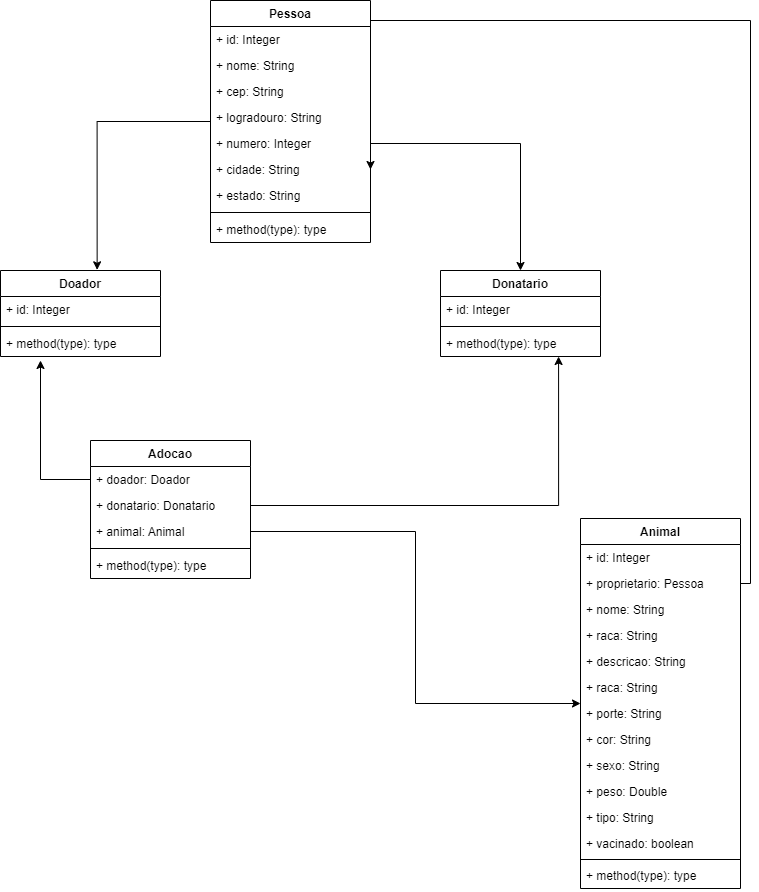 Pessoa
+ id: Integer
+ nome: String
+ cep: String
+ logradouro: String
+ numero: Integer
+ cidade: String
+ estado: String
+ method(type): type
Doador
+ id: Integer
+ method(type): type
Donatario
+ id: Integer
+ method(type): type
Adocao
+ doador: Doador
+ donatario: Donatario
+ animal: Animal
+ method(type): type
Animal
+ id: Integer
+ proprietario: Pessoa
+ nome: String
+ raca: String
+ descricao: String
+ raca: String
+ porte: String
+ cor: String
+ sexo: String
+ peso: Double
+ tipo: String
+ vacinado: boolean
+ method(type): type